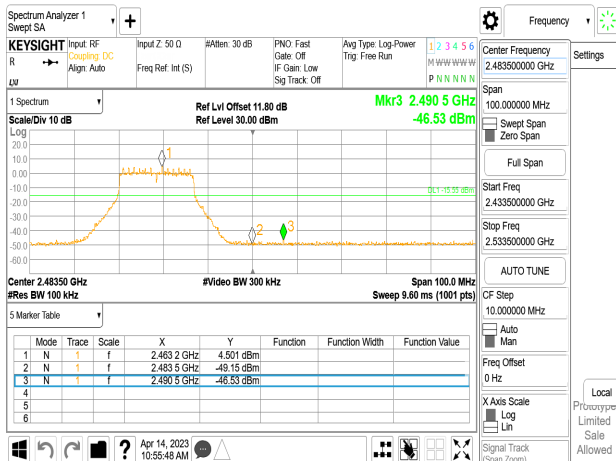 Spectrum Analyzer 1
Swept SA
Frequency
KEYSIGHT
R
Input: RF
Coupling: DC
Align: Auto
Input Z: 50 Ω
Freq Ref: Int (S)
#Atten: 30 dB
PNO: Fast
Gate: Off
IF Gain: Low
Sig Track: Off
Avg Type: Log-Power
Trig: Free Run
1 2 3 4 5 6
M W W W W W
P N N N N N
LXI
1 Spectrum
Scale/Div 10 dB
Ref Lvl Offset 11.80 dB
Ref Level 30.00 dBm
Mkr3 2.490 5 GHz
-46.53 dBm
Log
20.0
10.0
0.00
-10.0
-20.0
-30.0
-40.0
-50.0
-60.0
1
2
3
DL1 -15.53 dBm
Center 2.48350 GHz
#Res BW 100 kHz
#Video BW 300 kHz
Span 100.0 MHz
Sweep 9.60 ms (1001 pts)
5 Marker Table
Mode Trace Scale X Y Function Function Width Function Value
1 N 1 f 2.463 2 GHz 4.501 dBm
2 N 1 f 2.483 5 GHz -49.15 dBm
3 N 1 f 2.490 5 GHz -46.53 dBm
4
5
6
Apr 14, 2023
10:55:48 AM
Center Frequency
2.483500000 GHz
Settings
Span
100.000000 MHz
Swept Span
Zero Span
Full Span
Start Freq
2.433500000 GHz
Stop Freq
2.533500000 GHz
AUTO TUNE
CF Step
10.000000 MHz
Auto
Man
Freq Offset
0 Hz
X Axis Scale
Log
Lin
Signal Track
(Span Zoom)
Local
Prototype
Limited
Sale
Allowed